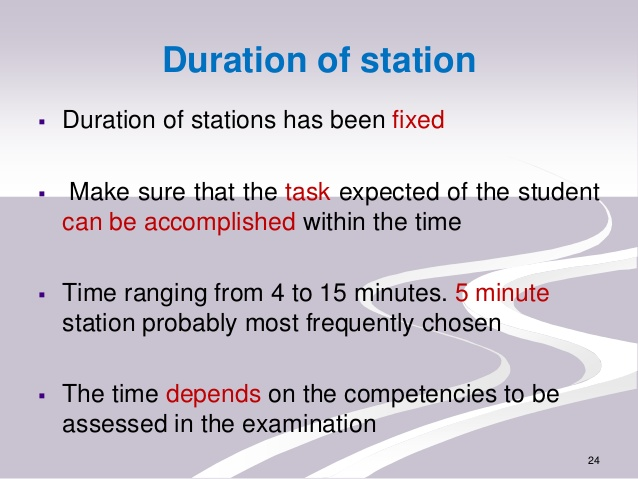 Duration of station
▪ Duration of stations has been fixed
▪ Make sure that the task expected of the student
can be accomplished within the time
▪ Time ranging from 4 to 15 minutes. 5 minute
station probably most frequently chosen
▪ The time depends on the competencies to be
assessed in the examination
24